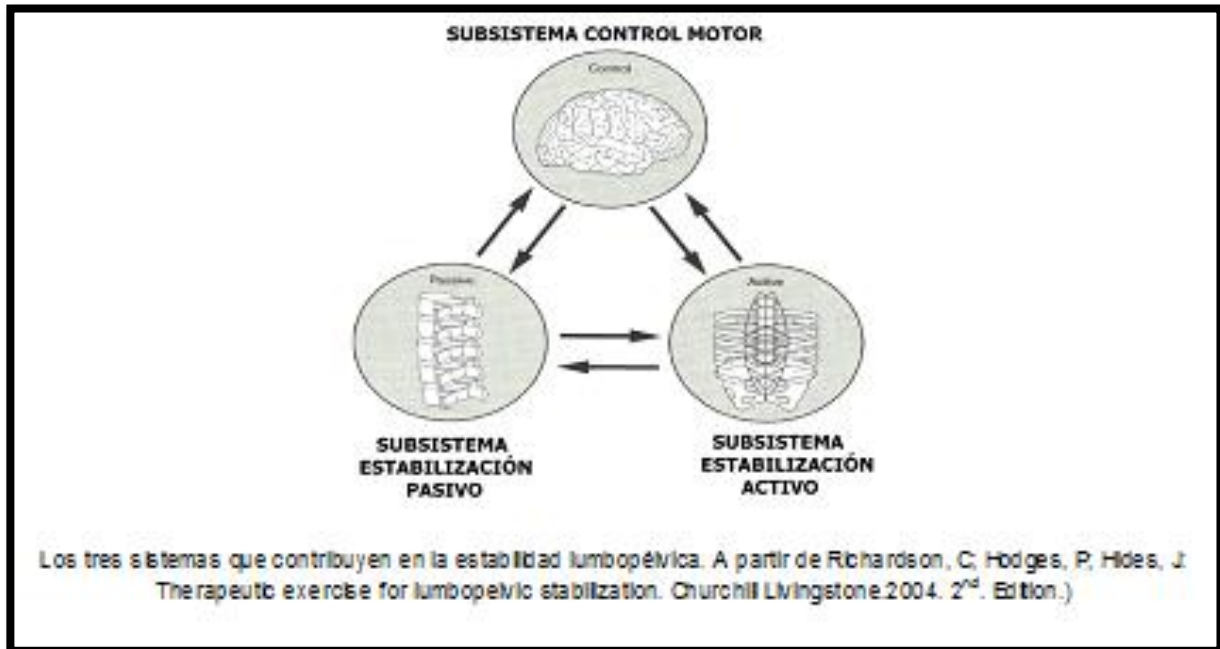 SUBSISTEMA CONTROL MOTOR
Control
Passive
Active
SUBSISTEMA
ESTABILIZACIÓN
PASIVO
SUBSISTEMA
ESTABILIZACIÓN
ACTIVO
Los tres sistemas que contribuyen en la estabilidad lumbopélvica. A partir de Richardson, C; Hodges, P; Hides, J:
Therapeutic exercise for lumbopelvic stabilization. Churchill Livingstone.2004. 2nd. Edition.)